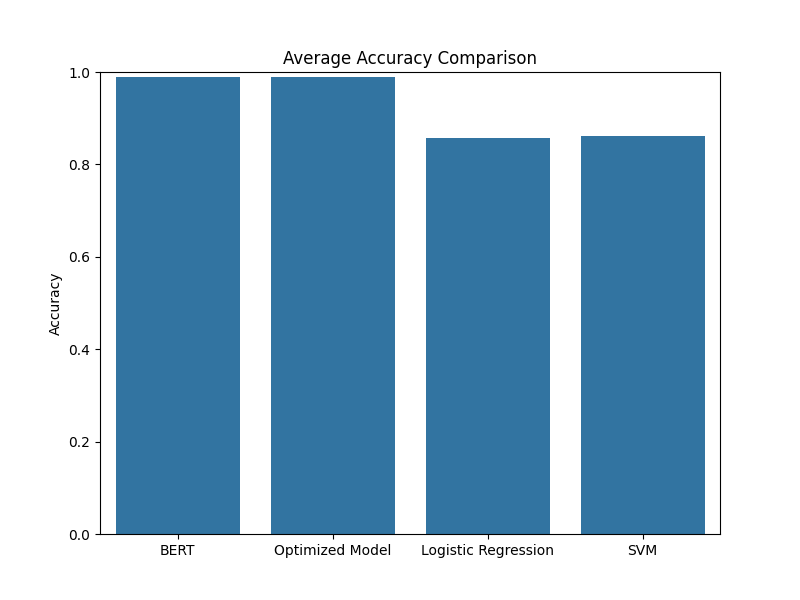 Average Accuracy Comparison
1.0
0.8
0.6
0.4
0.2
0.0
Accuracy
BERT
Optimized Model
Logistic Regression
SVM